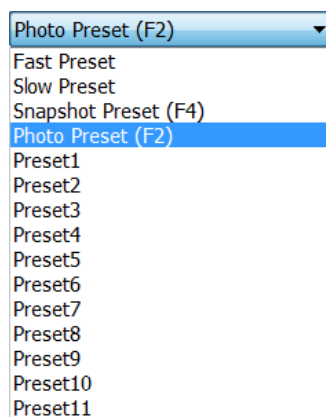 Photo Preset (F2)
Fast Preset
Slow Preset
Snapshot Preset (F4)
Photo Preset (F2)
Preset1
Preset2
Preset3
Preset4
Preset5
Preset6
Preset7
Preset8
Preset9
Preset10
Preset11